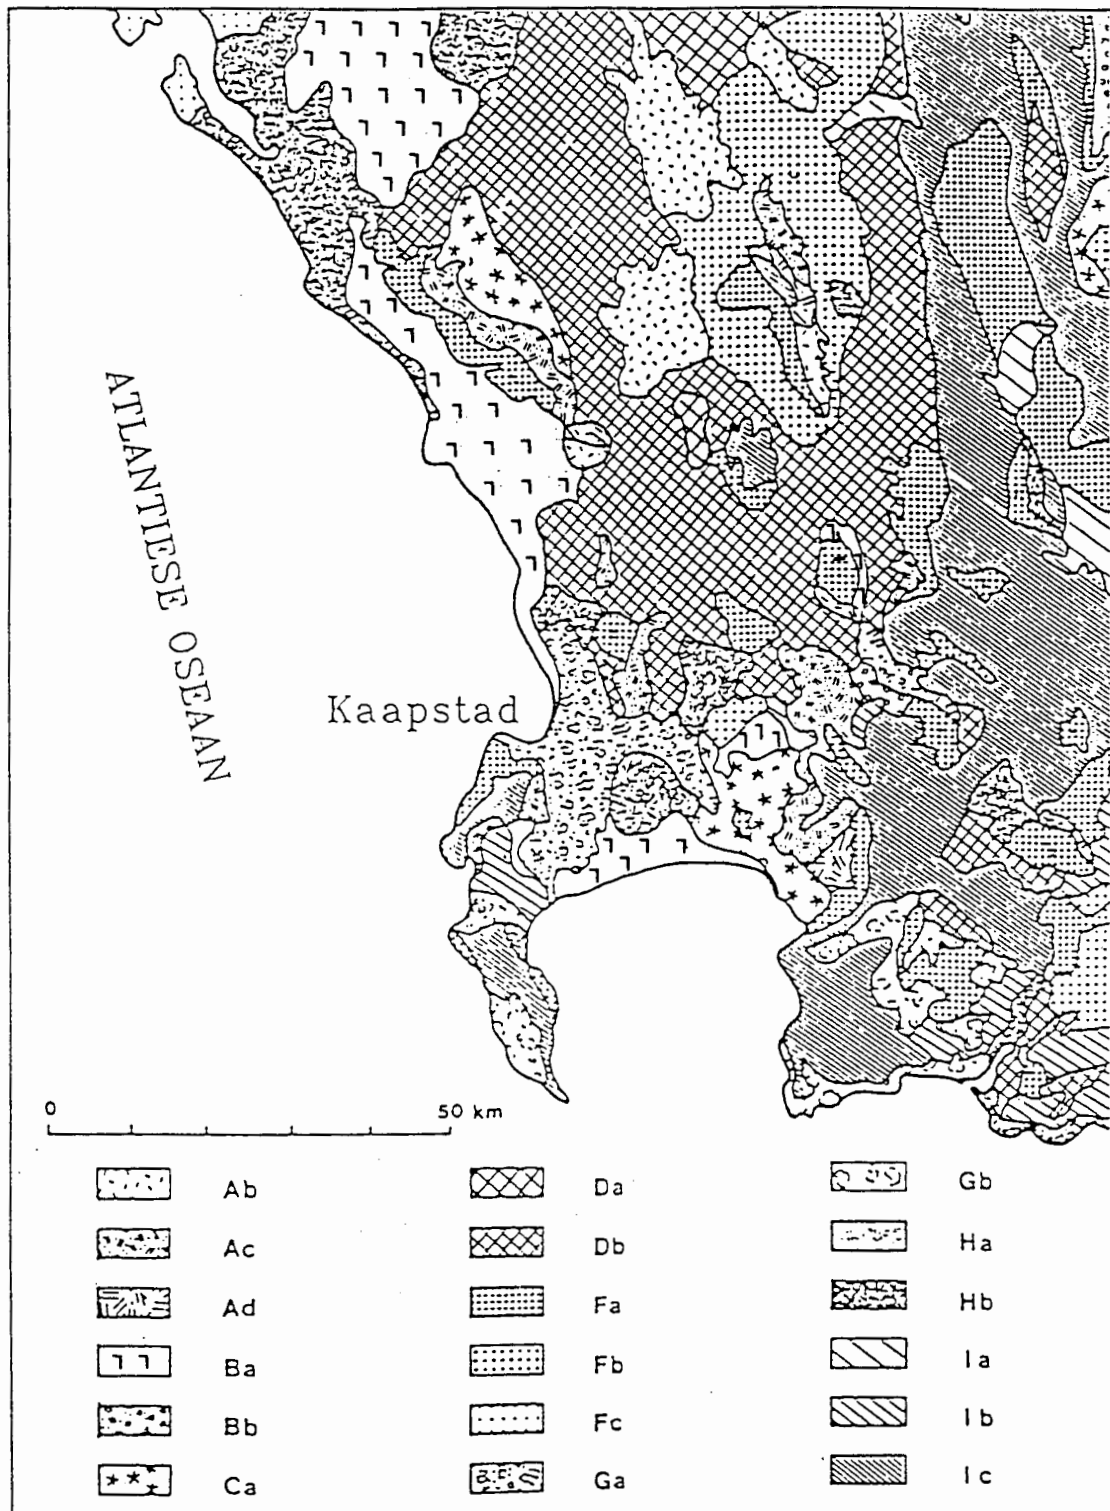 ATLANTIESE OSEAAN
Kaapstad
0 50 km
Ab
Ac
Ad
Ba
Bb
Ca
Da
Db
Fa
Fb
Fc
Ga
Gb
Ha
Hb
Ia
Ib
Ic